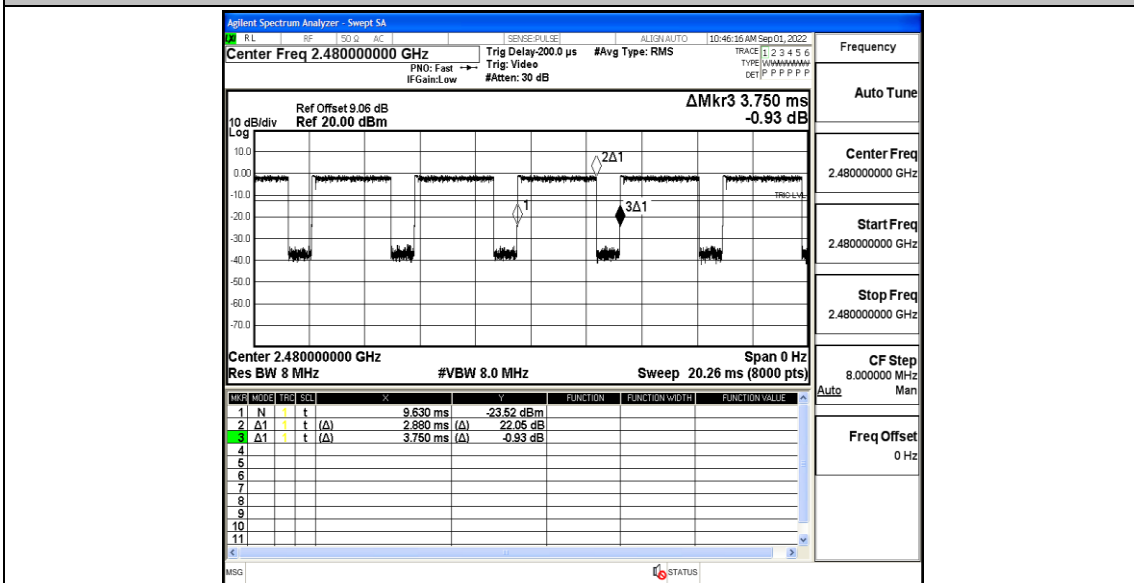 Agilent Spectrum Analyzer - Swept SA
RL RF 50 Ω AC SENSE:PULSE ALIGN AUTO 10:46:16 AM Sep 01, 2022
Center Freq 2.480000000 GHz
Trig Delay-200.0 µs #Avg Type: RMS TRACE 1 2 3 4 5 6
PNO: Fast Trig: Video TYPE
IFGain:Low #Atten: 30 dB DET P P P P P P
Frequency
Auto Tune
ΔMkr3 3.750 ms
-0.93 dB
Ref Offset 9.06 dB
10 dB/div Ref 20.00 dBm
Log
10.0
0.00
-10.0
-20.0
-30.0
-40.0
-50.0
-60.0
-70.0
2Δ1
1
3Δ1
TRIG LVL
Center 2.480000000 GHz Span 0 Hz
Res BW 8 MHz #VBW 8.0 MHz Sweep 20.26 ms (8000 pts)
Center Freq
2.480000000 GHz
Start Freq
2.480000000 GHz
Stop Freq
2.480000000 GHz
CF Step
8.000000 MHz
Auto Man
Freq Offset
0 Hz
MKR MODE TRC SCL X Y FUNCTION FUNCTION WIDTH FUNCTION VALUE
1 N t 9.630 ms -23.52 dBm
2 Δ1 t (Δ) 2.880 ms (Δ) 22.05 dB
3 Δ1 t (Δ) 3.750 ms (Δ) -0.93 dB
4
5
6
7
8
9
10
11
MSG STATUS